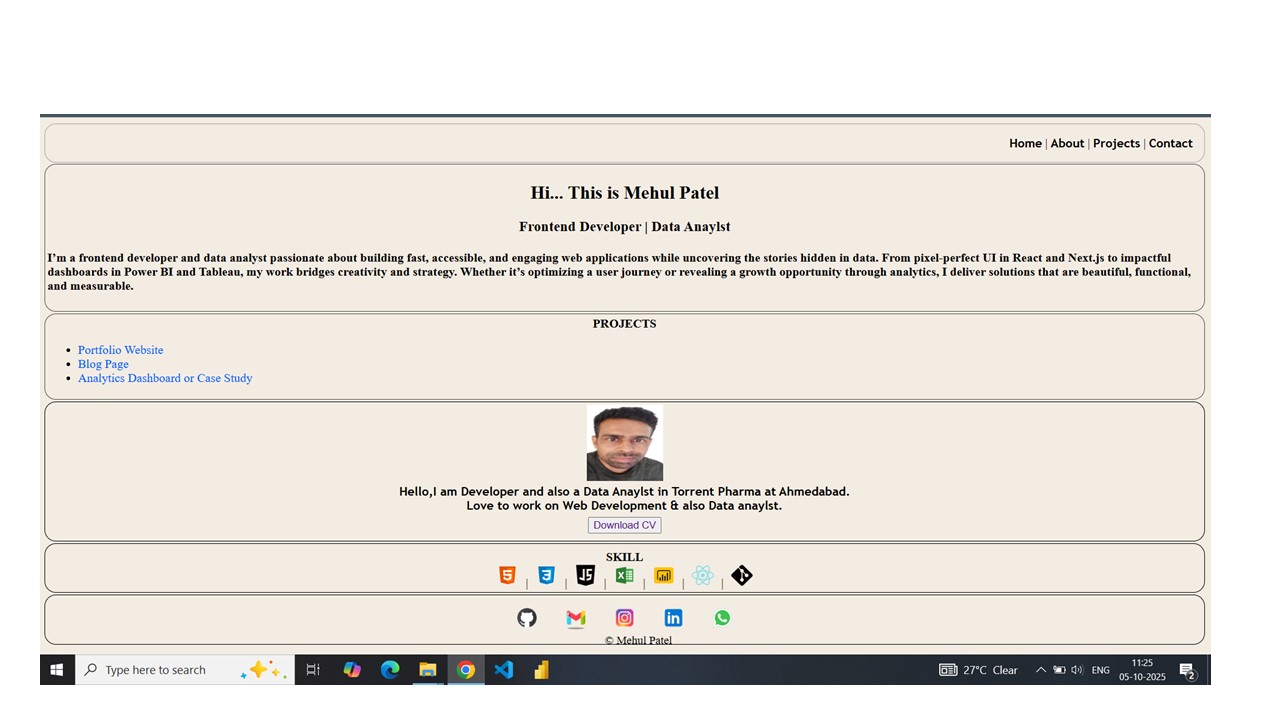 Home | About | Projects | Contact
Hi... This is Mehul Patel
Frontend Developer | Data Anaylst
I’m a frontend developer and data analyst passionate about building fast, accessible, and engaging web applications while uncovering the stories hidden in data. From pixel-perfect UI in React and Next.js to impactful
dashboards in Power BI and Tableau, my work bridges creativity and strategy. Whether it’s optimizing a user journey or revealing a growth opportunity through analytics, I deliver solutions that are beautiful, functional,
and measurable.
PROJECTS
• Portfolio Website
• Blog Page
• Analytics Dashboard or Case Study
Hello,I am Developer and also a Data Anaylst in Torrent Pharma at Ahmedabad.
Love to work on Web Development & also Data anaylst.
Download CV
SKILL
5 | 3 | JS | X | | |
© Mehul Patel
Type here to search 27°C Clear ENG 11:25
05-10-2025 2